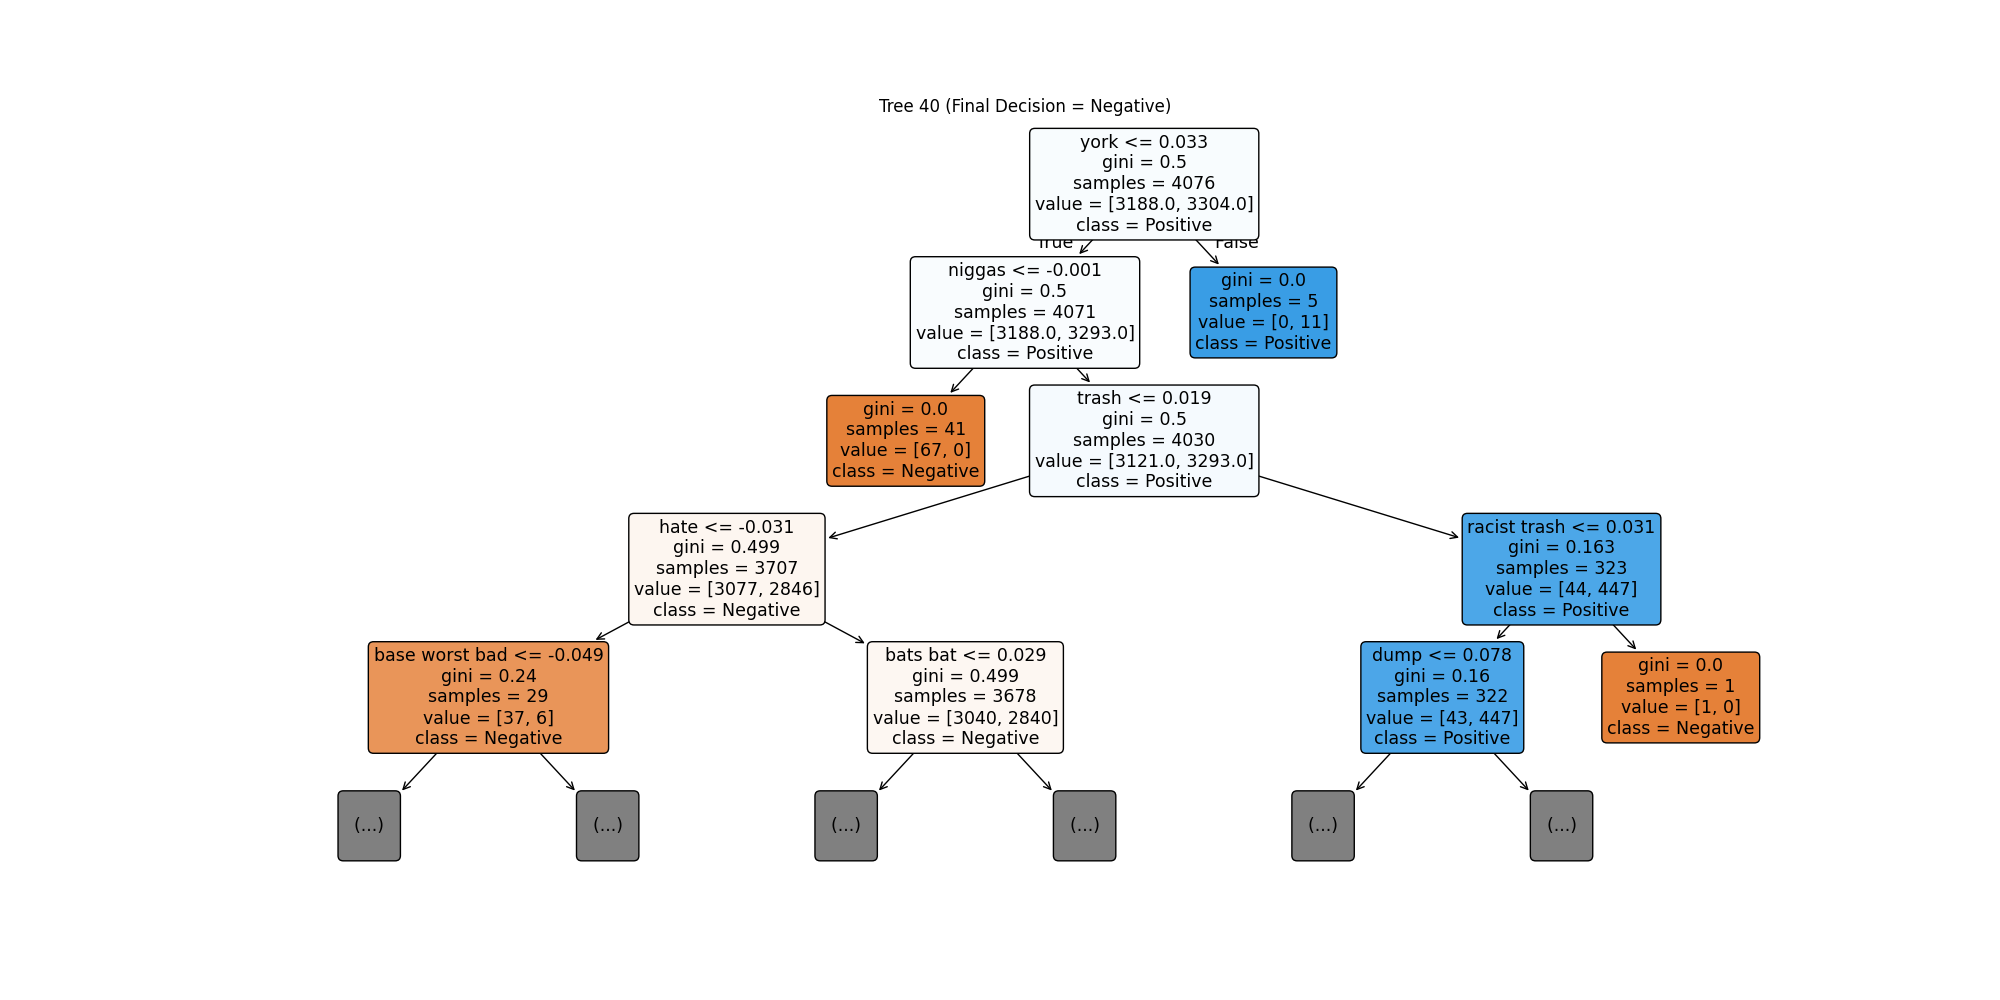 Tree 40 (Final Decision = Negative)
york <= 0.033
gini = 0.5
samples = 4076
value = [3188.0, 3304.0]
class = Positive
True
False
niggas <= -0.001
gini = 0.5
samples = 4071
value = [3188.0, 3293.0]
class = Positive
gini = 0.0
samples = 5
value = [0, 11]
class = Positive
gini = 0.0
samples = 41
value = [67, 0]
class = Negative
trash <= 0.019
gini = 0.5
samples = 4030
value = [3121.0, 3293.0]
class = Positive
hate <= -0.031
gini = 0.499
samples = 3707
value = [3077, 2846]
class = Negative
racist trash <= 0.031
gini = 0.163
samples = 323
value = [44, 447]
class = Positive
base worst bad <= -0.049
gini = 0.24
samples = 29
value = [37, 6]
class = Negative
bats bat <= 0.029
gini = 0.499
samples = 3678
value = [3040, 2840]
class = Negative
dump <= 0.078
gini = 0.16
samples = 322
value = [43, 447]
class = Positive
gini = 0.0
samples = 1
value = [1, 0]
class = Negative
(...)
(...)
(...)
(...)
(...)
(...)